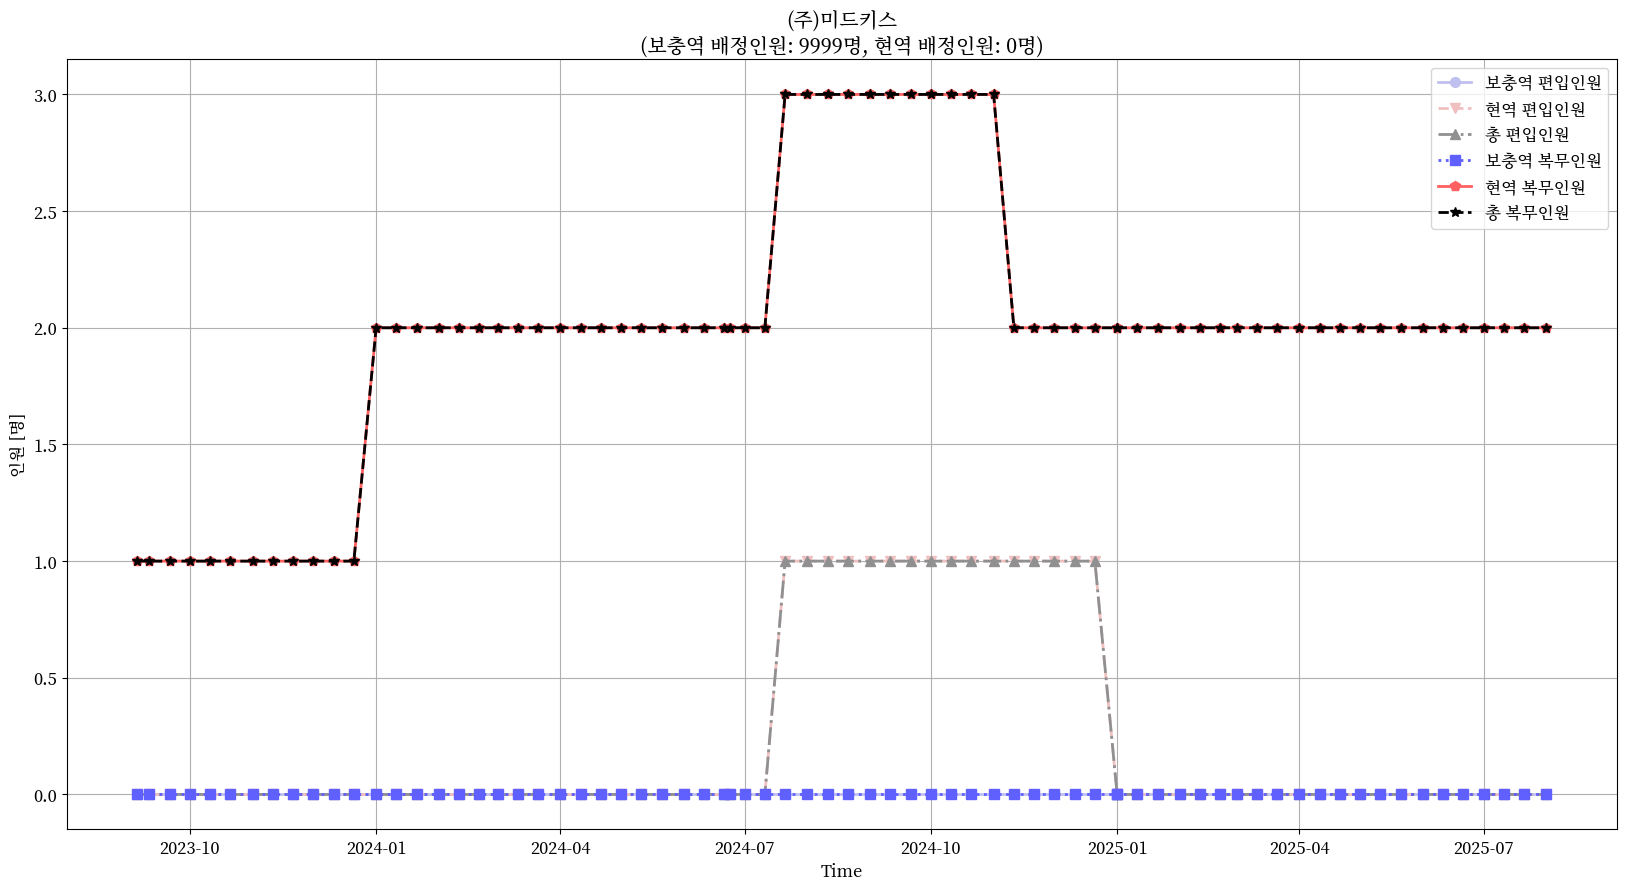 (주)미드키스
(보충역 배정인원: 9999명, 현역 배정인원: 0명)
보충역 편입인원
현역 편입인원
총 편입인원
보충역 복무인원
현역 복무인원
총 복무인원
인원 [명]
3.0
2.5
2.0
1.5
1.0
0.5
0.0
2023-10
2024-01
2024-04
2024-07
2024-10
2025-01
2025-04
2025-07
Time